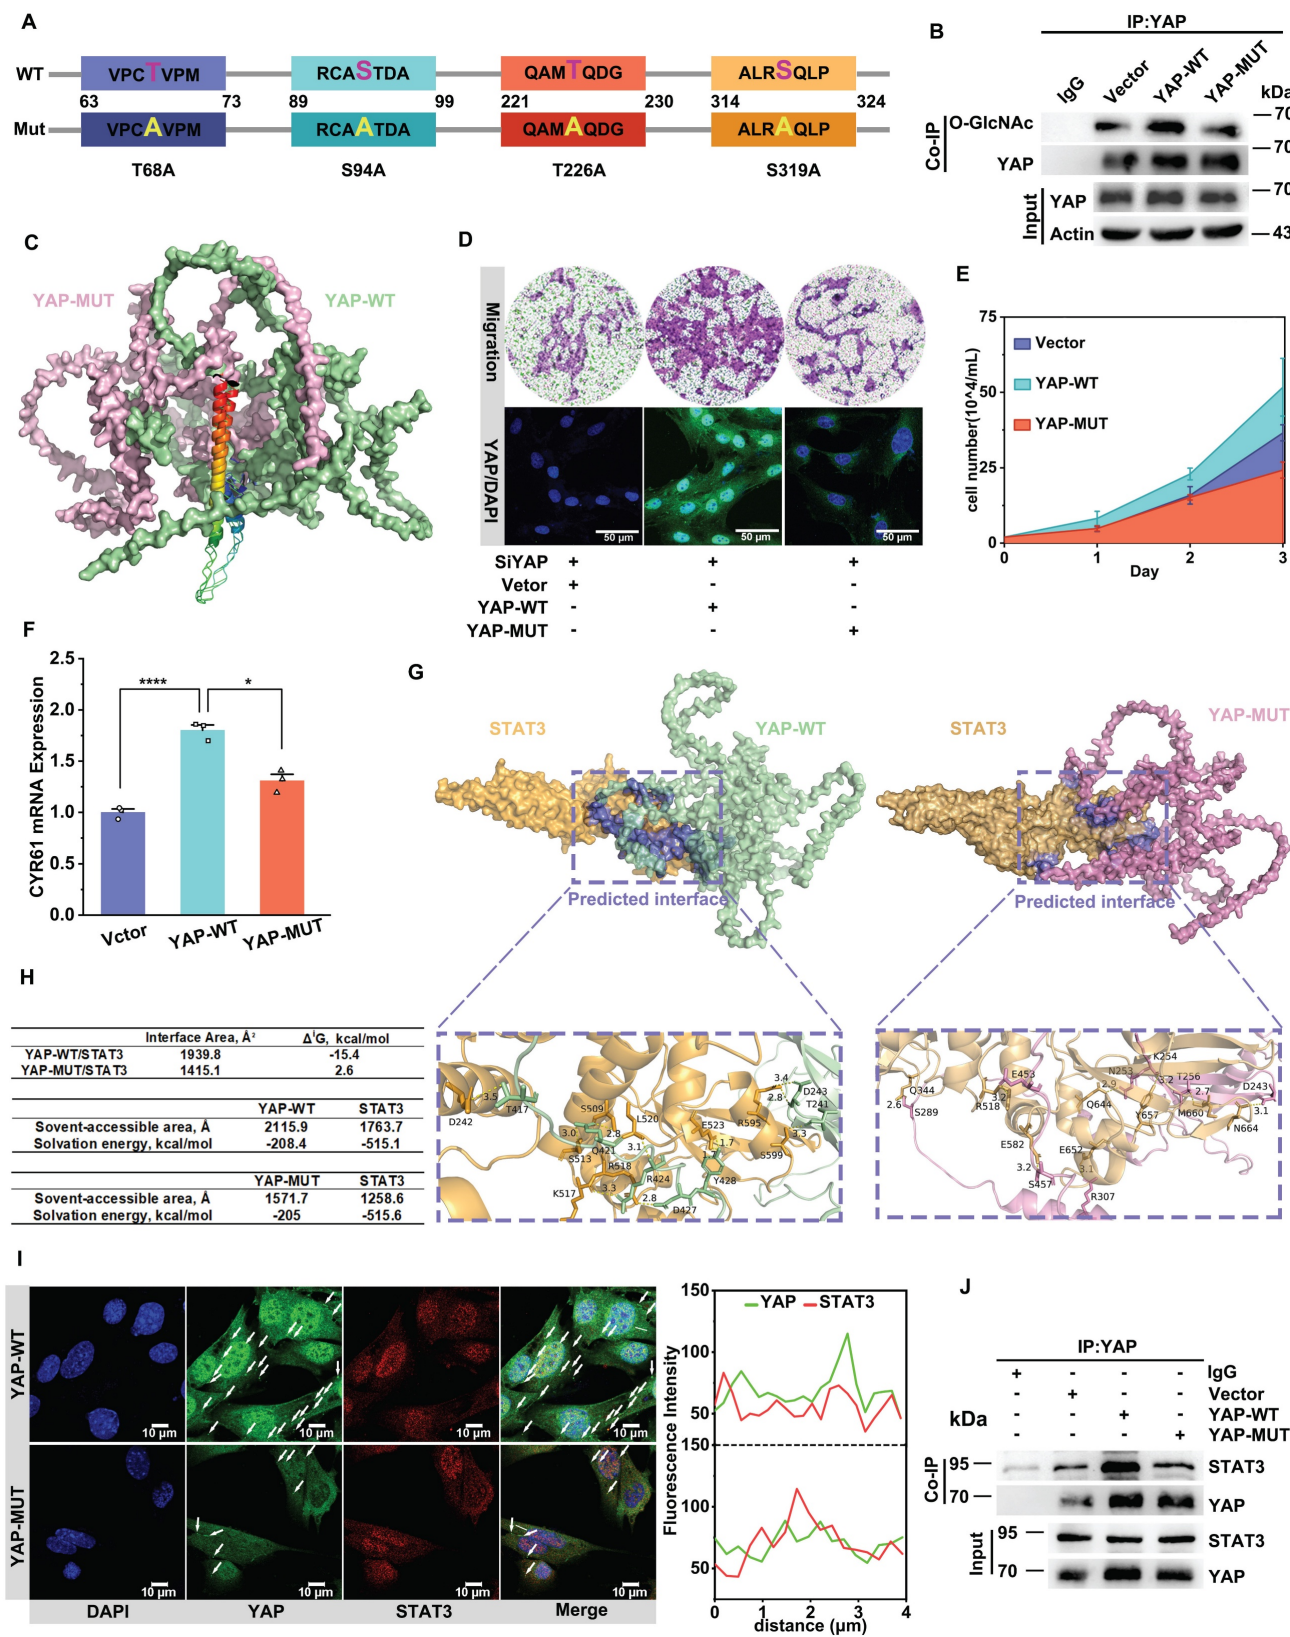 A
WT
VPCTVPM
RCASTDA
QAMTQDG
ALRSQLP
63 73 89 99 221 230 314 324
Mut
VPCAVPM
RCAATDA
QAMAQDG
ALRAQLP
T68A S94A T226A S319A
B
IP:YAP
IgG Vector YAP-WT YAP-MUT
kDa
Co-IP
O-GlcNAc 70
YAP 70
Input
YAP 70
Actin 43
C
YAP-MUT
YAP-WT
D
Migration
YAP/DAPI
50 μm 50 μm 50 μm
SiYAP + + +
Vetor + - -
YAP-WT - + -
YAP-MUT - - +
E
cell number(10^4/mL)
75
50
25
0
Vector
YAP-WT
YAP-MUT
0 1 2 3
Day
F
CYR61 mRNA Expression
2.5
2.0
1.5
1.0
0.5
0.0
**** *
Vctor YAP-WT YAP-MUT
G
STAT3 YAP-WT
Predicted interface
STAT3 YAP-MUT
Predicted interface
D242 3.5 T417
S509 L520
3.0 2.8
Q421 3.1
S513 R518
K517 3.3 R424
2.8 D427
E523 R595
1.7
1.7
Y428
3.4
2.8
D243
T241
3.3
S599
Q344
2.6 S289
E453
3.2
R518
E582
3.2
S457
E652
3.1
R307
K254
N253 3.2 T256
2.9
Q644
Y657 2.7
M660
D243
3.1
N664
H
Interface Area, Å² ΔⁱG, kcal/mol
YAP-WT/STAT3 1939.8 -15.4
YAP-MUT/STAT3 1415.1 2.6
YAP-WT STAT3
Sovent-accessible area, Å 2115.9 1763.7
Solvation energy, kcal/mol -208.4 -515.1
YAP-MUT STAT3
Sovent-accessible area, Å 1571.7 1258.6
Solvation energy, kcal/mol -205 -515.6
I
YAP-WT
10 μm 10 μm 10 μm 10 μm
YAP-MUT
10 μm 10 μm 10 μm 10 μm
DAPI YAP STAT3 Merge
Fluorescence Intensity
YAP STAT3
150
100
50
150
100
50
0 1 2 3 4
distance (μm)
J
IP:YAP
+ - - - IgG
- + - - Vector
- - + - YAP-WT
- - - + YAP-MUT
kDa
Co-IP
95 STAT3
70 YAP
Input
95 STAT3
70 YAP